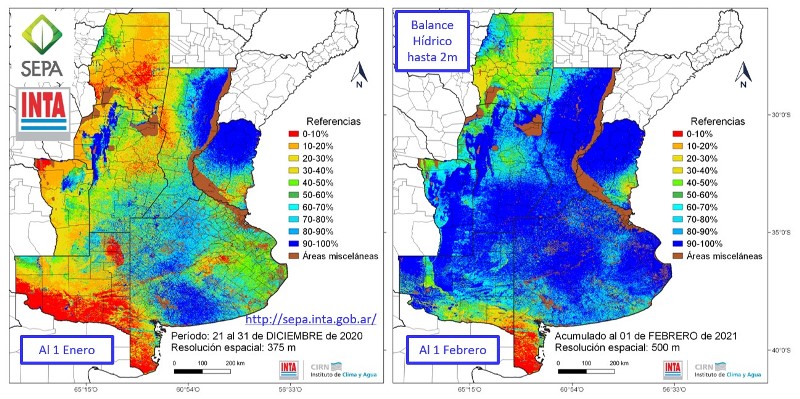 SEPA
INTA
N
Referencias
0-10%
10-20%
20-30%
30-40%
40-50%
50-60%
60-70%
70-80%
80-90%
90-100%
Áreas misceláneas
http://sepa.inta.gob.ar/
Período: 21 al 31 de DICIEMBRE de 2020
Resolución espacial: 375 m
Al 1 Enero
0 100 200 km
INTA
CIRN
Instituto de Clima y Agua
65°15'O 60°54'O 56°33'O
Balance
Hídrico
hasta 2m
N
30°0'S
35°0'S
40°0'S
Referencias
0-10%
10-20%
20-30%
30-40%
40-50%
50-60%
60-70%
70-80%
80-90%
90-100%
Áreas misceláneas
Acumulado al 01 de FEBRERO de 2021
Resolución espacial: 500 m
Al 1 Febrero
0 100 200 km
INTA
CIRN
Instituto de Clima y Agua
65°15'O 60°54'O 56°33'O